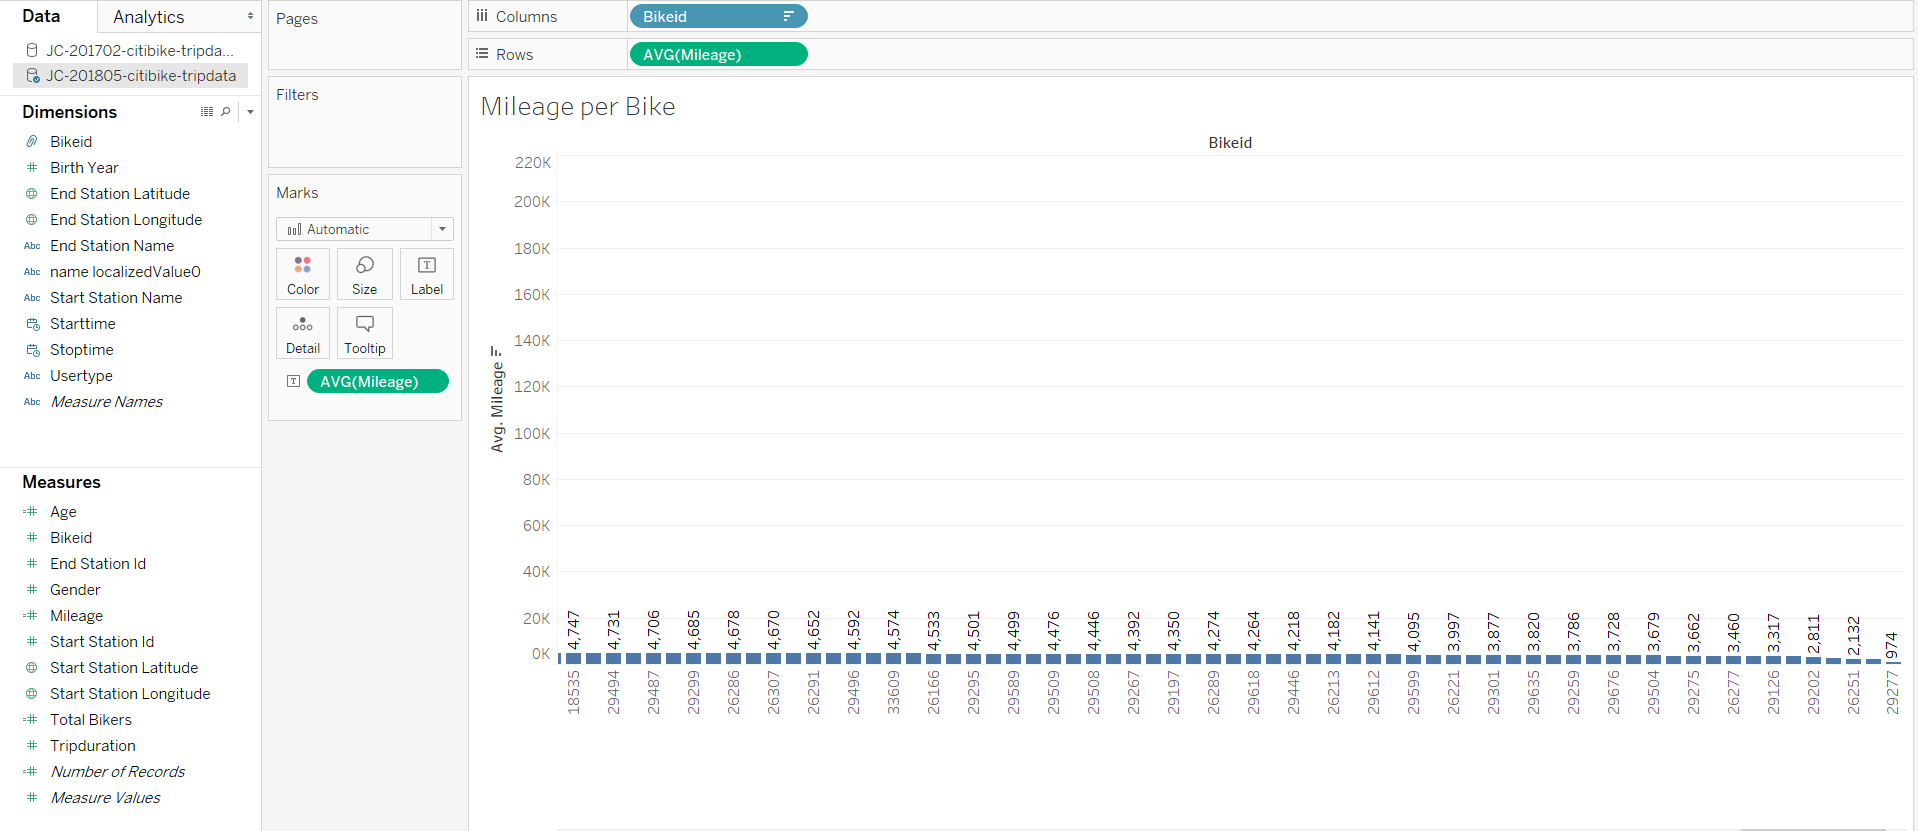 Data
Analytics
JC-201702-citibike-tripda...
JC-201805-citibike-tripdata
Dimensions
Bikeid
Birth Year
End Station Latitude
End Station Longitude
Abc End Station Name
Abc name localizedValue0
Abc Start Station Name
Starttime
Stoptime
Abc Usertype
Abc Measure Names
Measures
Age
Bikeid
End Station Id
Gender
Mileage
Start Station Id
Start Station Latitude
Start Station Longitude
Total Bikers
Tripduration
Number of Records
Measure Values
Pages
Filters
Marks
Automatic
Color
Size
T
Label
Detail
Tooltip
T AVG(Mileage)
Columns
Bikeid
Rows
AVG(Mileage)
Mileage per Bike
Bikeid
Avg. Mileage
220K
200K
180K
160K
140K
120K
100K
80K
60K
40K
20K
0K
4,747
4,731
4,706
4,685
4,678
4,670
4,652
4,592
4,574
4,533
4,501
4,499
4,476
4,446
4,392
4,350
4,274
4,264
4,218
4,182
4,141
4,095
3,997
3,877
3,820
3,786
3,728
3,679
3,662
3,460
3,317
2,811
2,132
974
18535
29494
29487
29299
26286
26307
26291
29496
33609
26166
29295
29589
29509
29508
29267
29197
26289
29618
29446
26213
29612
29599
26221
29301
29635
29259
29676
29504
29275
26277
29126
29202
26251
29277